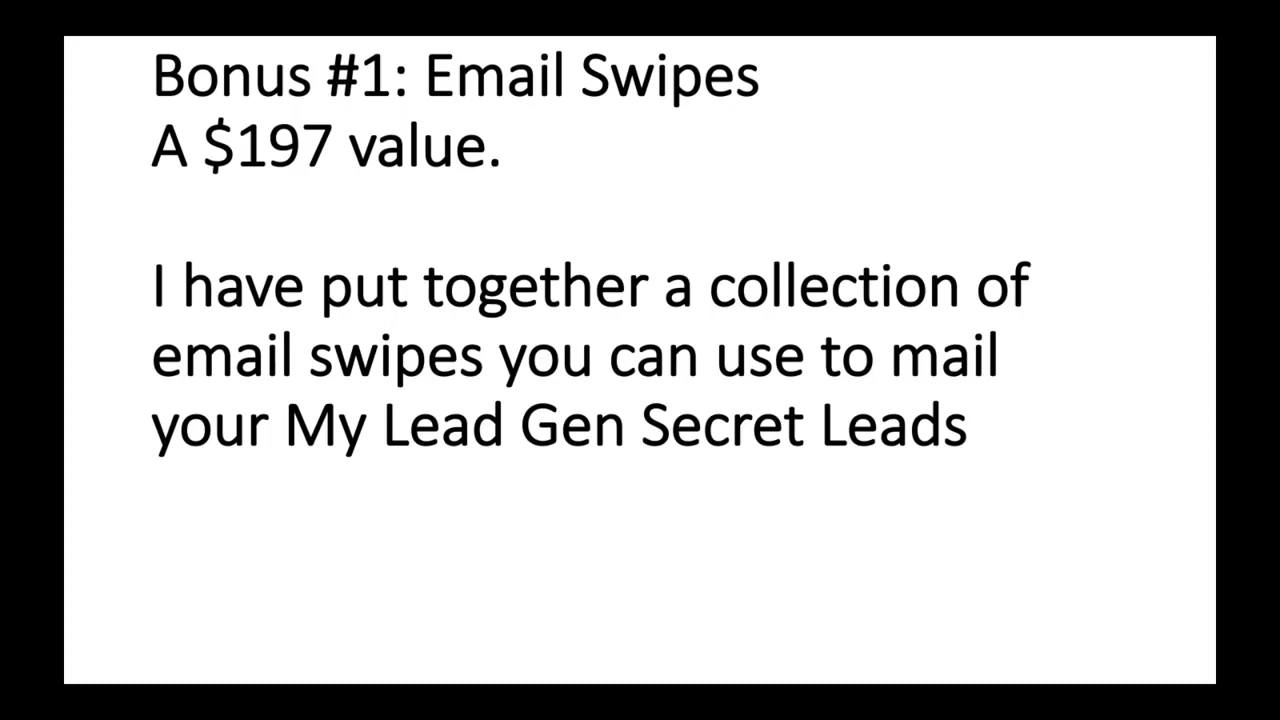 Bonus #1: Email Swipes
A $197 value.
I have put together a collection of
email swipes you can use to mail
your My Lead Gen Secret Leads